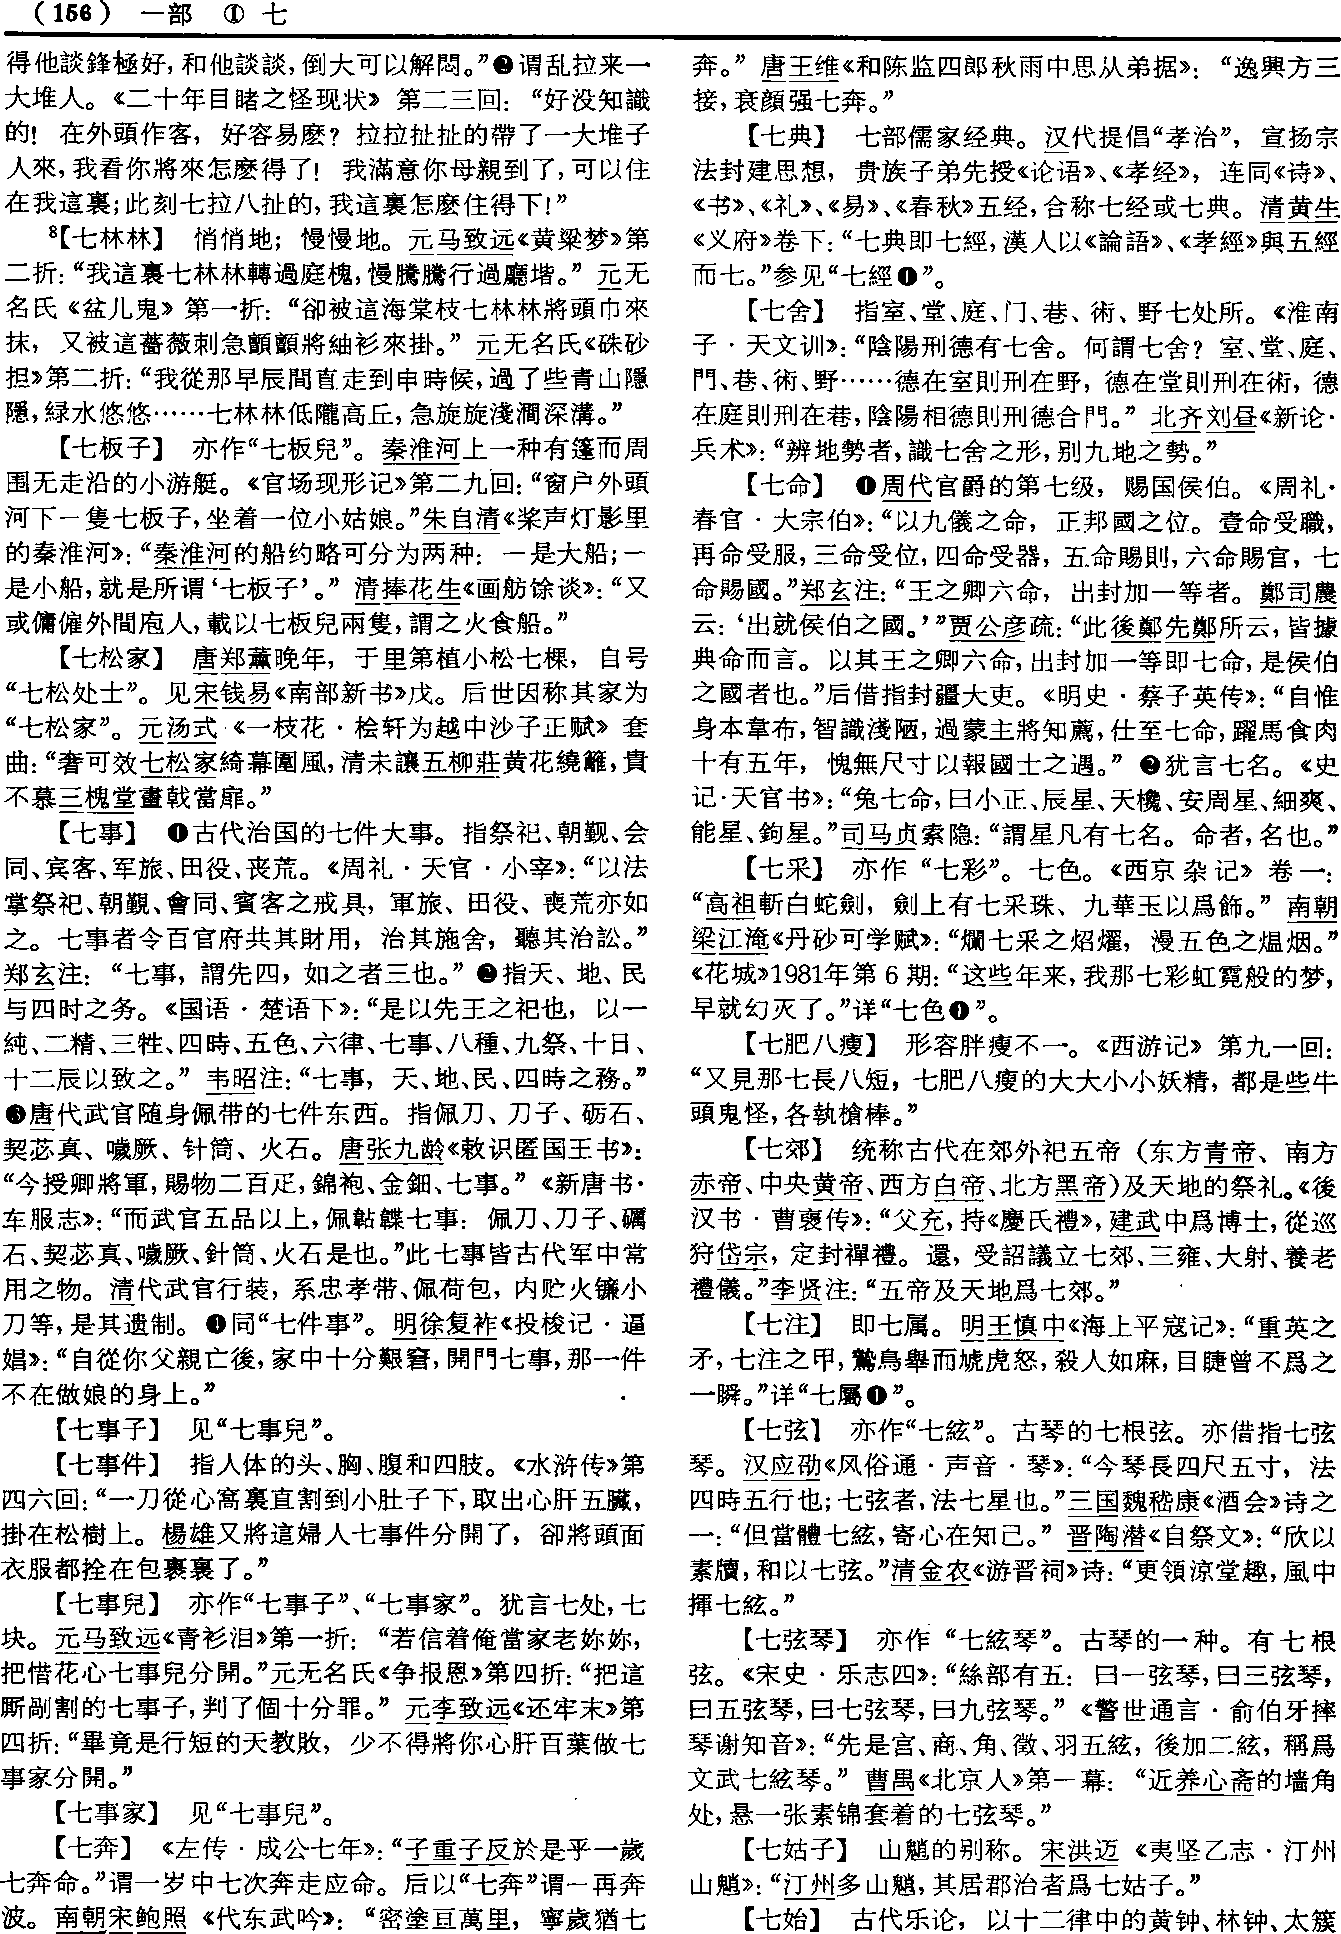 （156） 一部 ① 七
得他談鋒極好，和他談談，倒大可以解悶。”❷谓乱拉来一
大堆人。《二十年目睹之怪现状》第二三回：“好没知識
的！ 在外頭作客，好容易麽？拉拉扯扯的帶了一大堆子
人來，我看你將來怎麽得了！ 我滿意你母親到了，可以住
在我這裏；此刻七拉八扯的，我這裏怎麽住得下！”
⁸【七林林】 悄悄地；慢慢地。元马致远《黄粱梦》第
二折：“我這裏七林林轉過庭槐，慢騰騰行過廳堦。”元无
名氏《盆儿鬼》第一折：“卻被這海棠枝七林林將頭巾來
抹，又被這薔薇刺急顫顫將紬衫來掛。”元无名氏《硃砂
担》第二折：“我從那早辰間直走到申時候，過了些青山隱
隱，緑水悠悠……七林林低隴高丘，急旋旋淺澗深溝。”
【七板子】 亦作“七板兒”。秦淮河上一种有篷而周
围无走沿的小游艇。《官场现形记》第二九回：“窗户外頭
河下一隻七板子，坐着一位小姑娘。”朱自清《桨声灯影里
的秦淮河》：“秦淮河的船约略可分为两种：一是大船；一
是小船，就是所谓‘七板子’。”清捧花生《画舫馀谈》：“又
或傭僱外間庖人，載以七板兒兩隻，謂之火食船。”
【七松家】 唐郑薰晚年，于里第植小松七棵，自号
“七松处士”。见宋钱易《南部新书》戊。后世因称其家为
“七松家”。元汤式《一枝花·桧轩为越中沙子正赋》套
曲：“奢可效七松家綺幕圍風，清未讓五柳莊黄花繞籬，貴
不慕三槐堂畫戟當扉。”
【七事】 ❶古代治国的七件大事。指祭祀、朝觐、会
同、宾客、军旅、田役、丧荒。《周礼·天官·小宰》：“以法
掌祭祀、朝覲、會同、賓客之戒具，軍旅、田役、喪荒亦如
之。七事者令百官府共其財用，治其施舍，聽其治訟。”
郑玄注：“七事，謂先四，如之者三也。”❷指天、地、民
与四时之务。《国语·楚语下》：“是以先王之祀也，以一
純、二精、三牲、四時、五色、六律、七事、八種、九祭、十日、
十二辰以致之。”韦昭注：“七事，天、地、民、四時之務。”
❸唐代武官随身佩带的七件东西。指佩刀、刀子、砺石、
契苾真、噦厥、针筒、火石。唐张九龄《敕识匿国王书》：
“今授卿將軍，賜物二百疋，錦袍、金鈿、七事。”《新唐书·
车服志》：“而武官五品以上，佩䩞韘七事：佩刀、刀子、礪
石、契苾真、噦厥、針筒、火石是也。”此七事皆古代军中常
用之物。清代武官行装，系忠孝带、佩荷包，内贮火镰小
刀等，是其遗制。❹同“七件事”。明徐复祚《投梭记·逼
娼》：“自從你父親亡後，家中十分艱窘，開門七事，那一件
不在做娘的身上。”
【七事子】 见“七事兒”。
【七事件】 指人体的头、胸、腹和四肢。《水浒传》第
四六回：“一刀從心窩裏直割到小肚子下，取出心肝五臟，
掛在松樹上。楊雄又將這婦人七事件分開了，卻將頭面
衣服都拴在包裹裏了。”
【七事兒】 亦作“七事子”、“七事家”。犹言七处，七
块。元马致远《青衫泪》第一折：“若信着俺當家老妳妳，
把惜花心七事兒分開。”元无名氏《争报恩》第四折：“把這
厮剮割的七事子，判了個十分罪。”元李致远《还牢末》第
四折：“畢竟是行短的天教敗，少不得將你心肝百葉做七
事家分開。”
【七事家】 见“七事兒”。
【七奔】 《左传·成公七年》：“子重子反於是乎一歲
七奔命。”谓一岁中七次奔走应命。后以“七奔”谓一再奔
波。南朝宋鲍照《代东武吟》：“密塗亘萬里，寧歲猶七
奔。”唐王维《和陈监四郎秋雨中思从弟据》：“逸興方三
接，衰顔强七奔。”
【七典】 七部儒家经典。汉代提倡“孝治”，宣扬宗
法封建思想，贵族子弟先授《论语》、《孝经》，连同《诗》、
《书》、《礼》、《易》、《春秋》五经，合称七经或七典。清黄生
《义府》卷下：“七典即七經，漢人以《論語》、《孝經》與五經
而七。”参见“七經❶”。
【七舍】 指室、堂、庭、门、巷、術、野七处所。《淮南
子·天文训》：“陰陽刑德有七舍。何謂七舍？室、堂、庭、
門、巷、術、野……德在室則刑在野，德在堂則刑在術，德
在庭則刑在巷，陰陽相德則刑德合門。”北齐刘昼《新论·
兵术》：“辨地勢者，識七舍之形，别九地之勢。”
【七命】 ❶周代官爵的第七级，赐国侯伯。《周礼·
春官·大宗伯》：“以九儀之命，正邦國之位。壹命受職，
再命受服，三命受位，四命受器，五命賜則，六命賜官，七
命賜國。”郑玄注：“王之卿六命，出封加一等者。鄭司農
云：‘出就侯伯之國。’”贾公彦疏：“此後鄭先鄭所云，皆據
典命而言。以其王之卿六命，出封加一等即七命，是侯伯
之國者也。”后借指封疆大吏。《明史·蔡子英传》：“自惟
身本韋布，智識淺陋，過蒙主將知薦，仕至七命，躍馬食肉
十有五年，愧無尺寸以報國士之遇。”❷犹言七名。《史
记·天官书》：“兔七命，曰小正、辰星、天欃、安周星、細爽、
能星、鉤星。”司马贞索隐：“謂星凡有七名。命者，名也。”
【七采】 亦作“七彩”。七色。《西京杂记》卷一：
“高祖斬白蛇劍，劍上有七采珠、九華玉以爲飾。”南朝
梁江淹《丹砂可学赋》：“爛七采之炤燿，漫五色之熅烟。”
《花城》1981年第6期：“这些年来，我那七彩虹霓般的梦，
早就幻灭了。”详“七色❶”。
【七肥八瘦】 形容胖瘦不一。《西游记》第九一回：
“又見那七長八短，七肥八瘦的大大小小妖精，都是些牛
頭鬼怪，各執槍棒。”
【七郊】 统称古代在郊外祀五帝（东方青帝、南方
赤帝、中央黄帝、西方白帝、北方黑帝）及天地的祭礼。《後
汉书·曹褒传》：“父充，持《慶氏禮》，建武中爲博士，從巡
狩岱宗，定封禪禮。還，受詔議立七郊、三雍、大射、養老
禮儀。”李贤注：“五帝及天地爲七郊。”
【七注】 即七属。明王慎中《海上平寇记》：“重英之
矛，七注之甲，鷙鳥舉而虓虎怒，殺人如麻，目睫曾不爲之
一瞬。”详“七屬❶”。
【七弦】 亦作“七絃”。古琴的七根弦。亦借指七弦
琴。汉应劭《风俗通·声音·琴》：“今琴長四尺五寸，法
四時五行也；七弦者，法七星也。”三国魏嵇康《酒会》诗之
一：“但當體七絃，寄心在知己。”晋陶潜《自祭文》：“欣以
素牘，和以七弦。”清金农《游晋祠》诗：“更領涼堂趣，風中
揮七絃。”
【七弦琴】 亦作“七絃琴”。古琴的一种。有七根
弦。《宋史·乐志四》：“絲部有五：曰一弦琴，曰三弦琴，
曰五弦琴，曰七弦琴，曰九弦琴。”《警世通言·俞伯牙摔
琴谢知音》：“先是宫、商、角、徵、羽五絃，後加二絃，稱爲
文武七絃琴。”曹禺《北京人》第一幕：“近养心斋的墙角
处，悬一张素锦套着的七弦琴。”
【七姑子】 山魈的别称。宋洪迈《夷坚乙志·汀州
山魈》：“汀州多山魈，其居郡治者爲七姑子。”
【七始】 古代乐论，以十二律中的黄钟、林钟、太簇